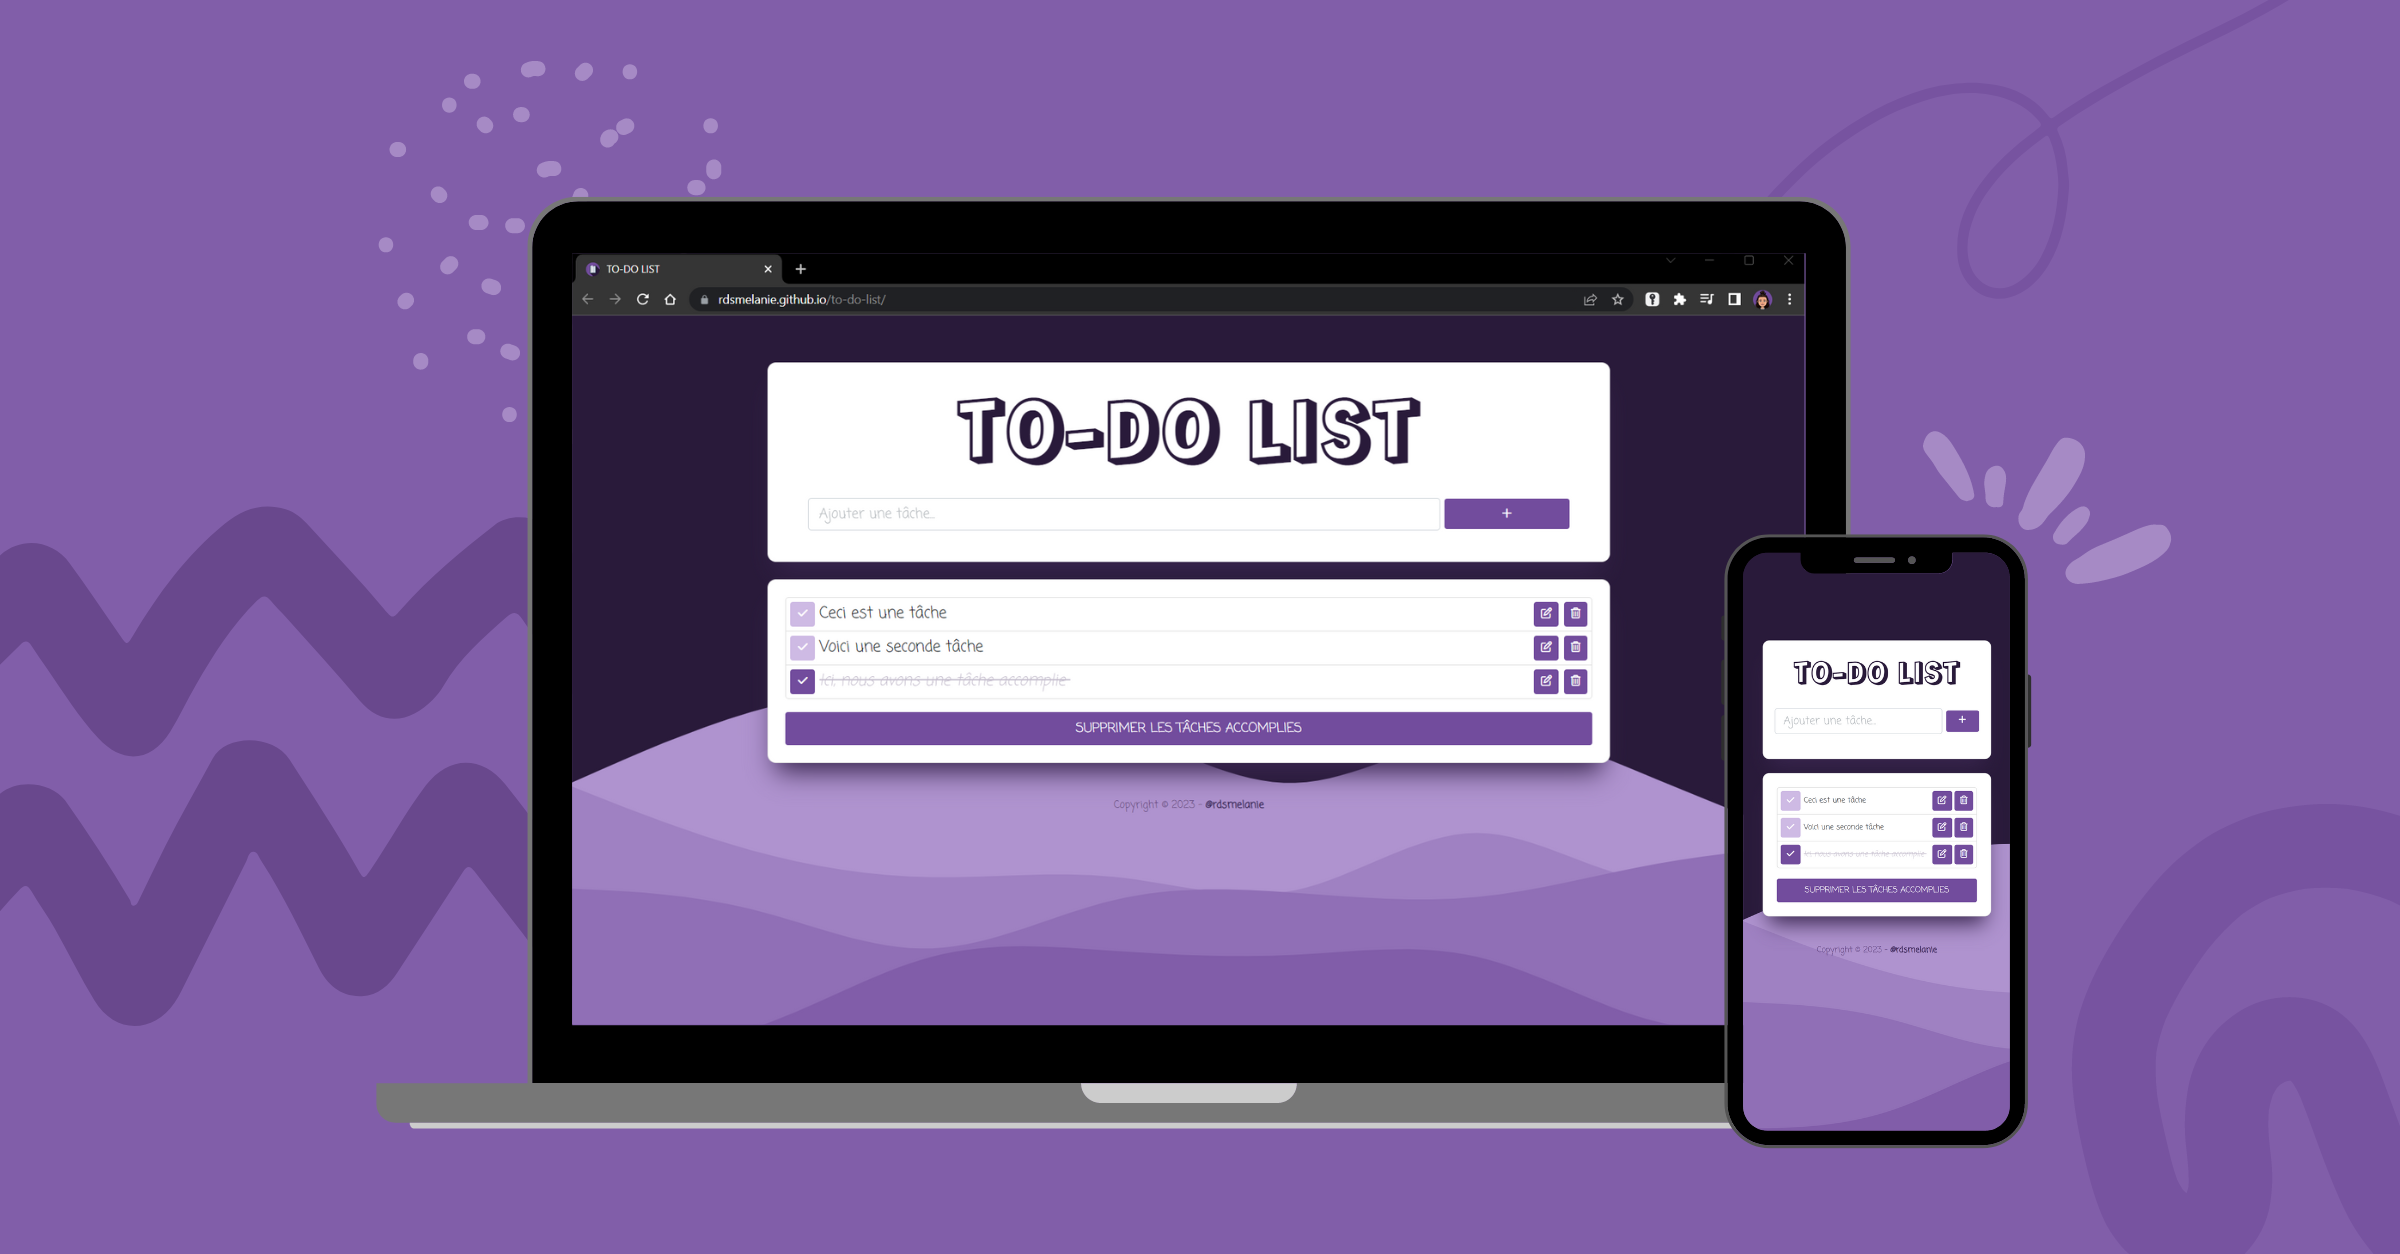 TO-DO LIST
rdsmelanie.github.io/to-do-list/
TO-DO LIST
Ajouter une tâche...
+
Ceci est une tâche
Voici une seconde tâche
Ici, nous avons une tâche accomplie
SUPPRIMER LES TÂCHES ACCOMPLIES
Copyright © 2023 - @rdsmelanie
TO-DO LIST
Ajouter une tâche...
+
Ceci est une tâche
Voici une seconde tâche
Ici, nous avons une tâche accomplie
SUPPRIMER LES TÂCHES ACCOMPLIES
Copyright © 2023 - @rdsmelanie